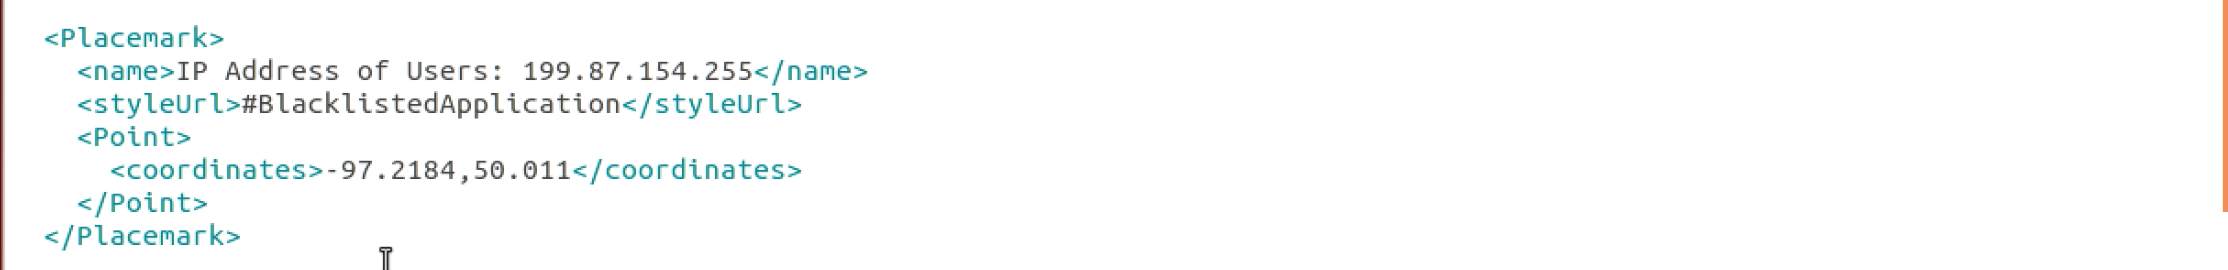 <Placemark>
<name>IP Address of Users: 199.87.154.255</name>
<styleUrl>#BlacklistedApplication</styleUrl>
<Point>
<coordinates>-97.2184,50.011</coordinates>
</Point>
</Placemark>